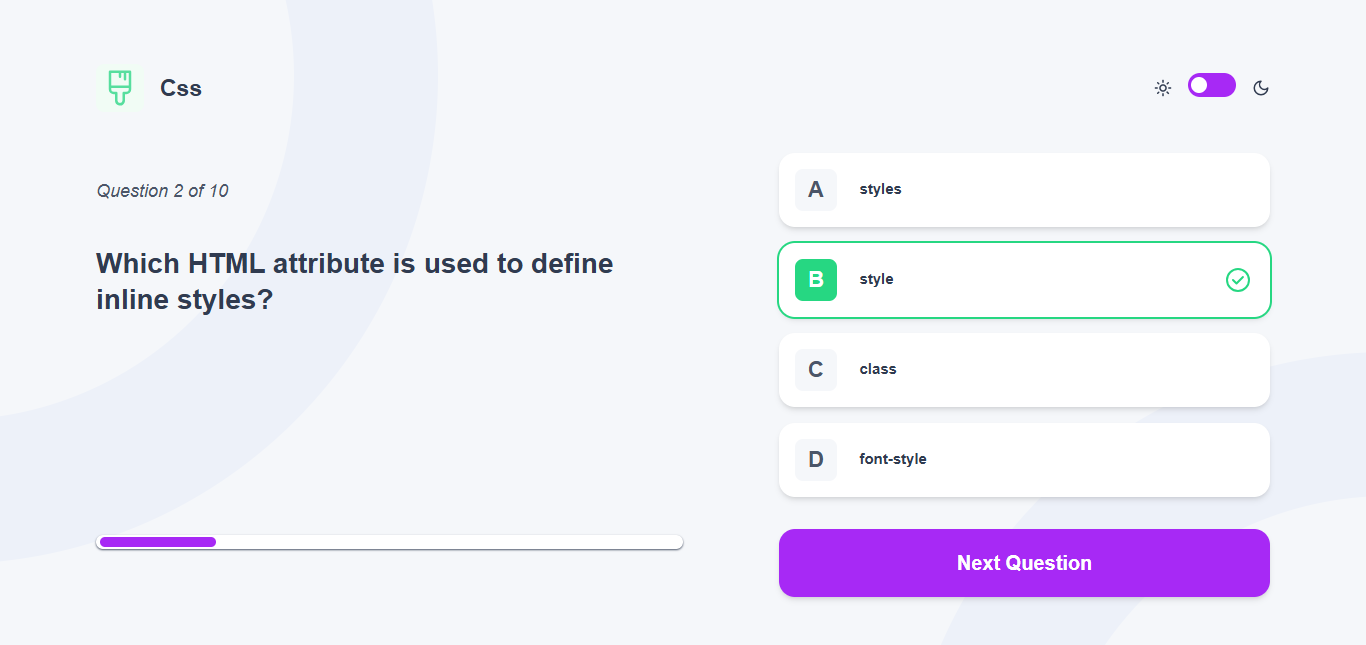 Css
Question 2 of 10
Which HTML attribute is used to define
inline styles?
A styles
B style
C class
D font-style
Next Question